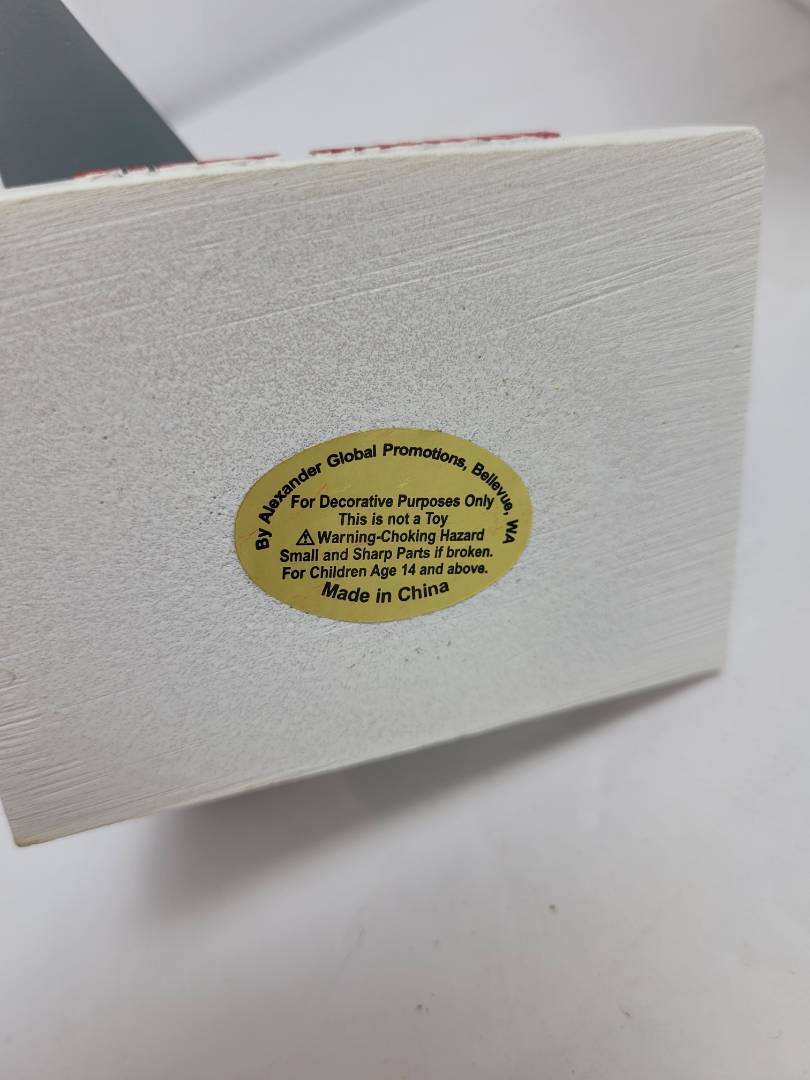 By Alexander Global Promotions, Bellevue, WA
For Decorative Purposes Only
This is not a Toy
⚠ Warning-Choking Hazard
Small and Sharp Parts if broken.
For Children Age 14 and above.
Made in China